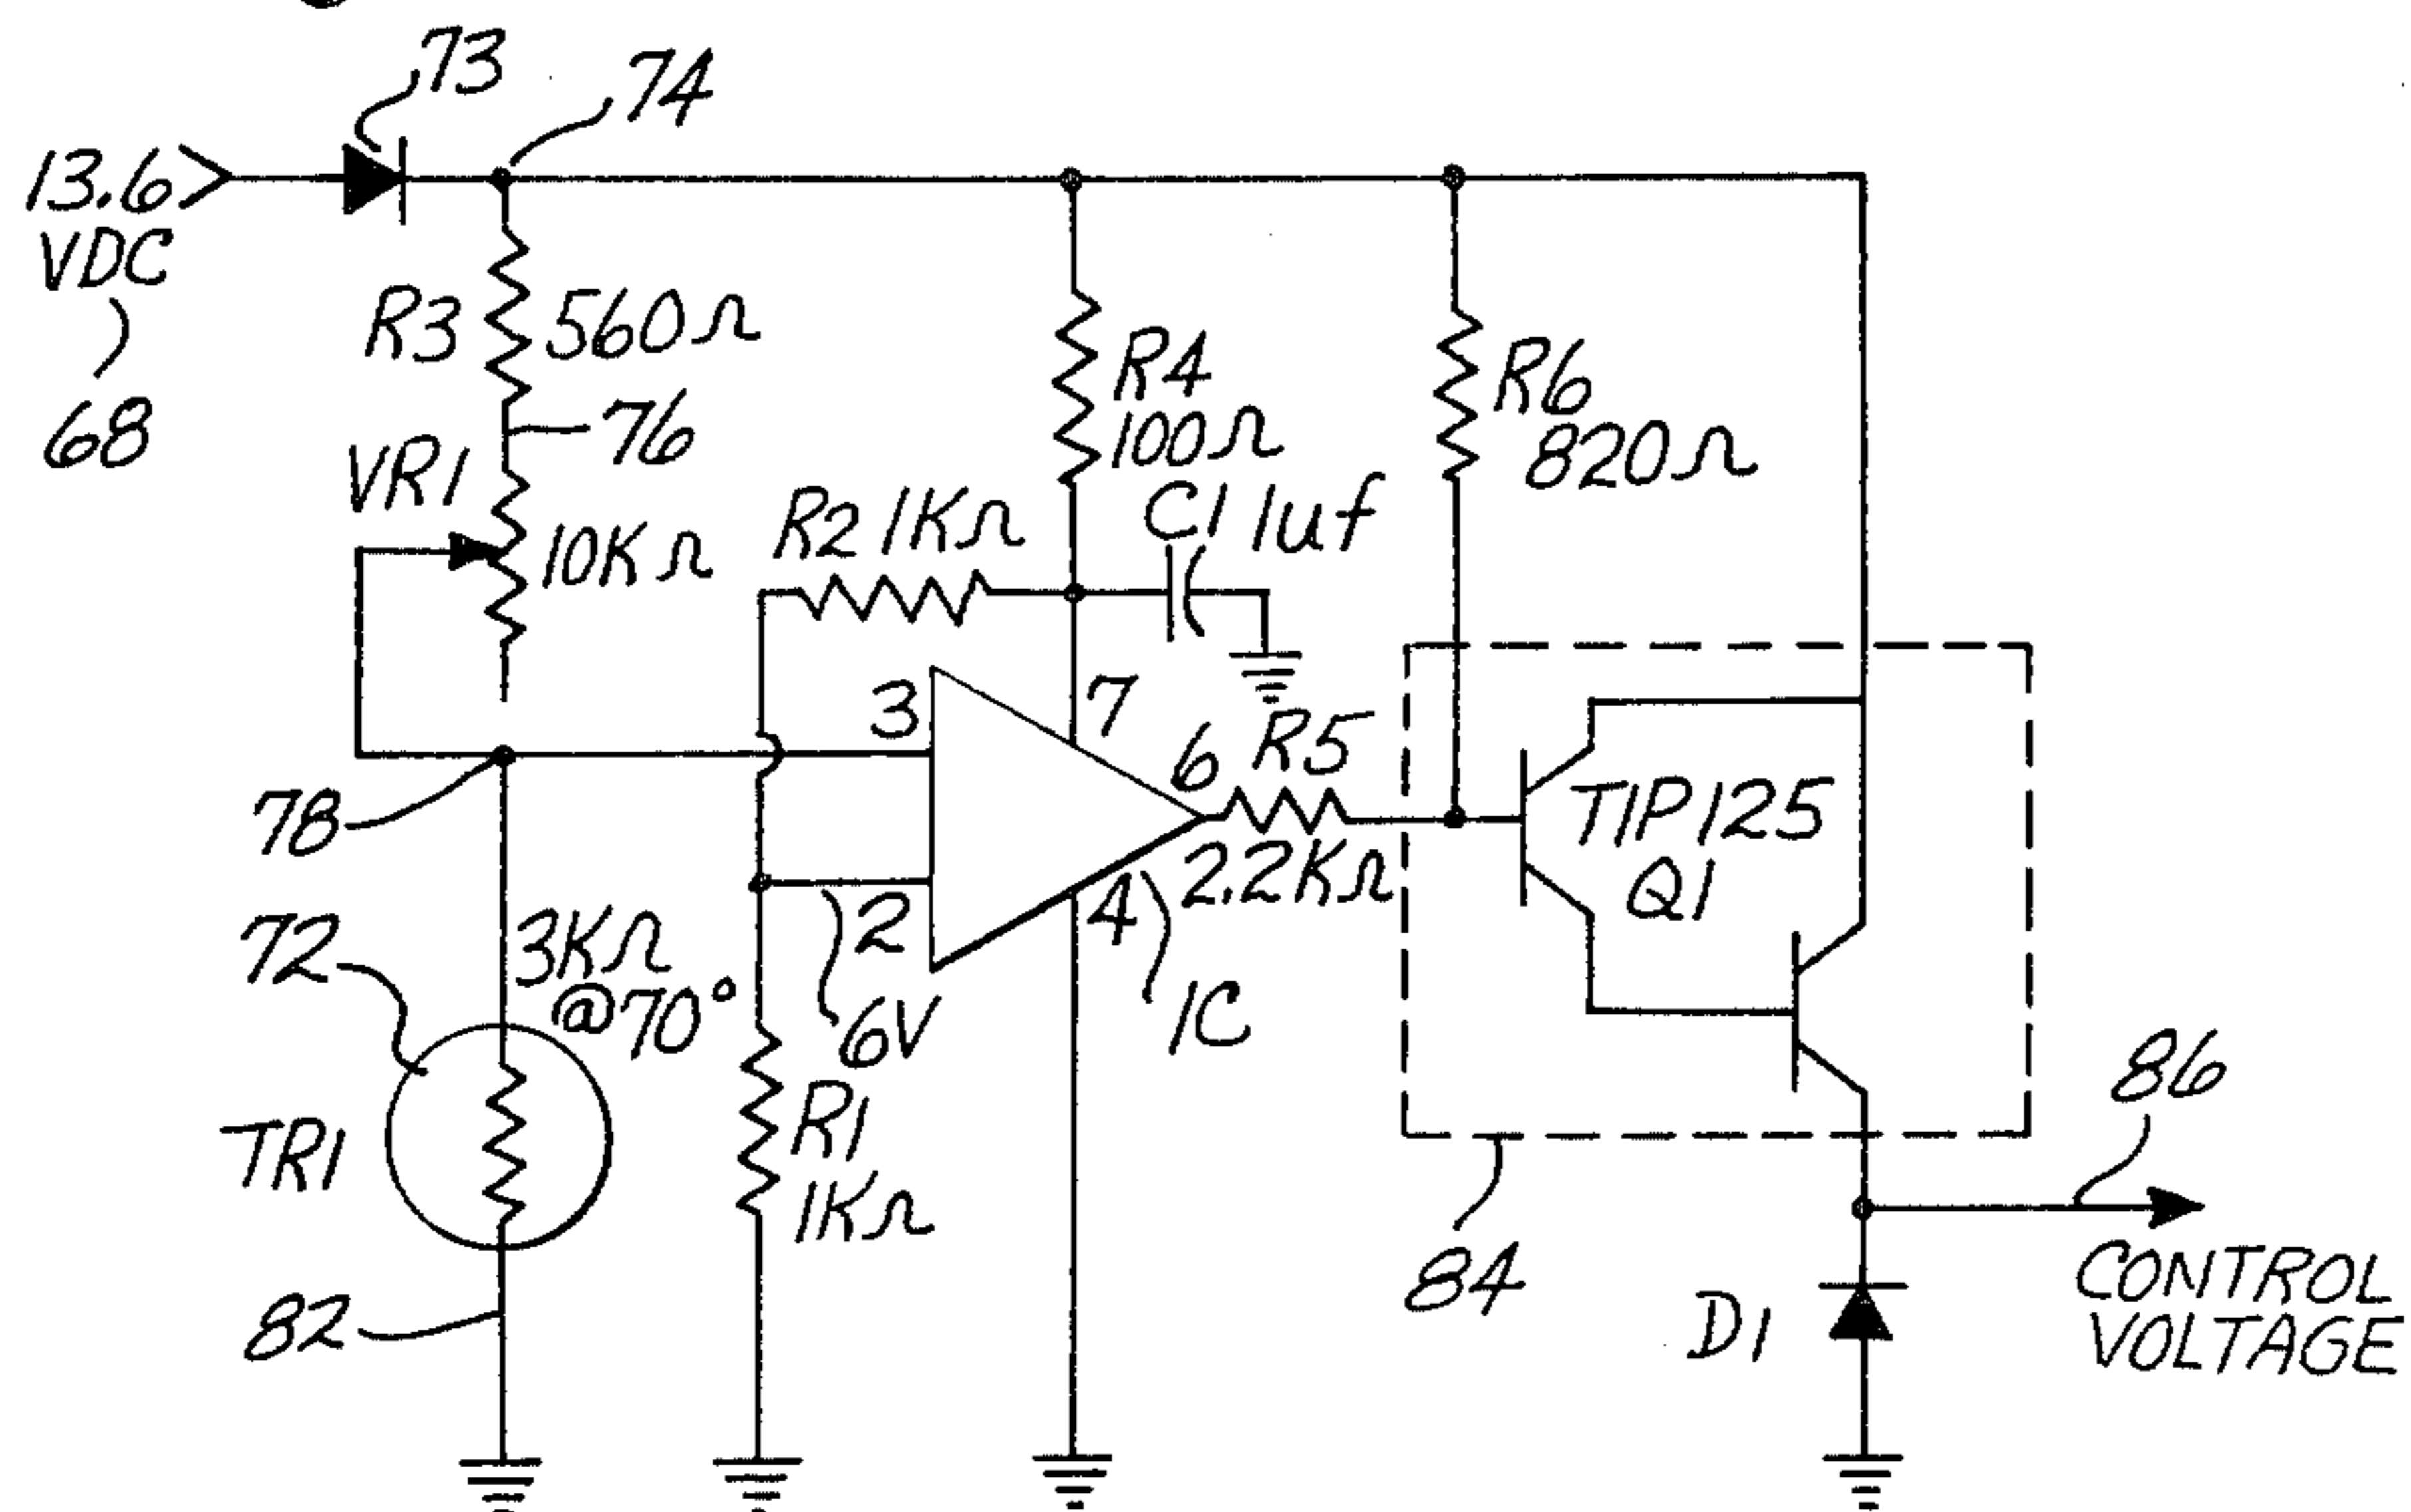 73
74
13.6
VDC
68
R3 560Ω
76
VR1
10KΩ
R4
100Ω
R6
820Ω
R2 1KΩ
C1 1uf
3
7
6
R5
2.2KΩ
78
TIP125
Q1
72
3KΩ
@70°
2
6V
4
IC
TR1
R1
1KΩ
86
84
82
D1
CONTROL
VOLTAGE